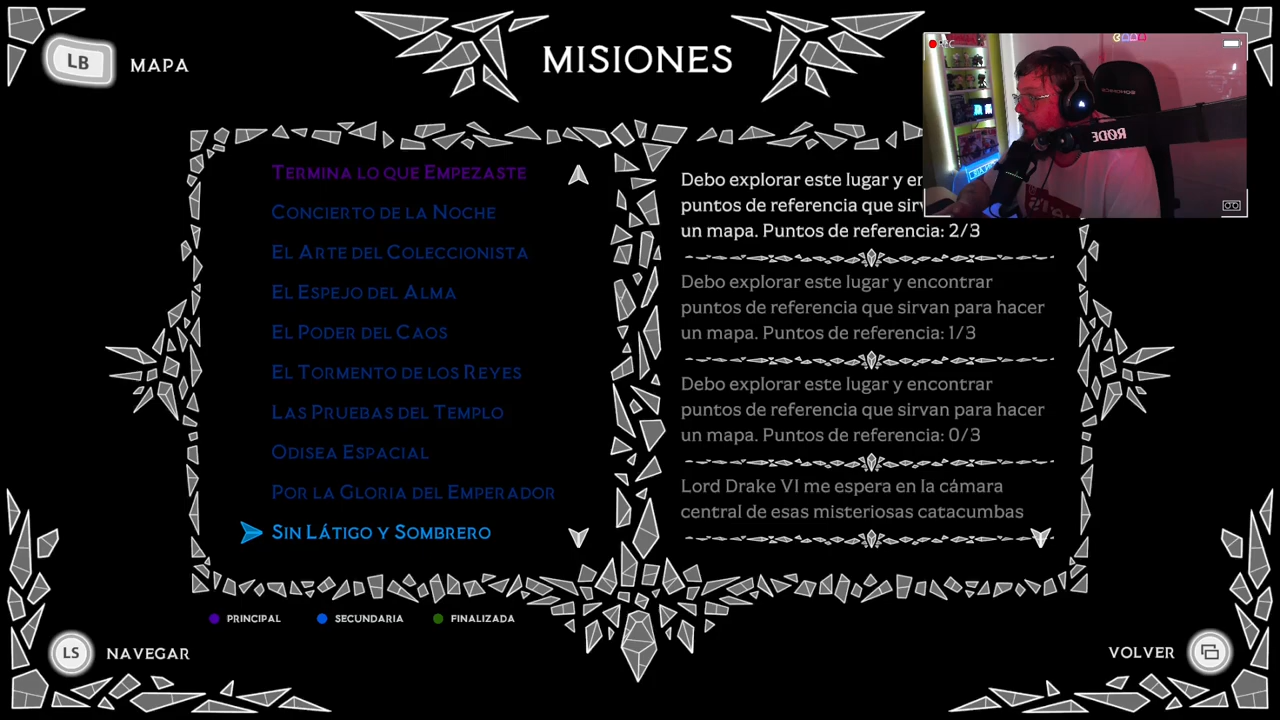 LB MAPA
MISIONES
REC
RØDE
TERMINA LO QUE EMPEZASTE
CONCIERTO DE LA NOCHE
EL ARTE DEL COLECCIONISTA
EL ESPEJO DEL ALMA
EL PODER DEL CAOS
EL TORMENTO DE LOS REYES
LAS PRUEBAS DEL TEMPLO
ODISEA ESPACIAL
POR LA GLORIA DEL EMPERADOR
SIN LÁTIGO Y SOMBRERO
Debo explorar este lugar y
puntos de referencia que
un mapa. Puntos de referencia: 2/3
Debo explorar este lugar y encontrar
puntos de referencia que sirvan para hacer
un mapa. Puntos de referencia: 1/3
Debo explorar este lugar y encontrar
puntos de referencia que sirvan para hacer
un mapa. Puntos de referencia: 0/3
Lord Drake VI me espera en la cámara
central de esas misteriosas catacumbas
PRINCIPAL SECUNDARIA FINALIZADA
LS NAVEGAR
VOLVER